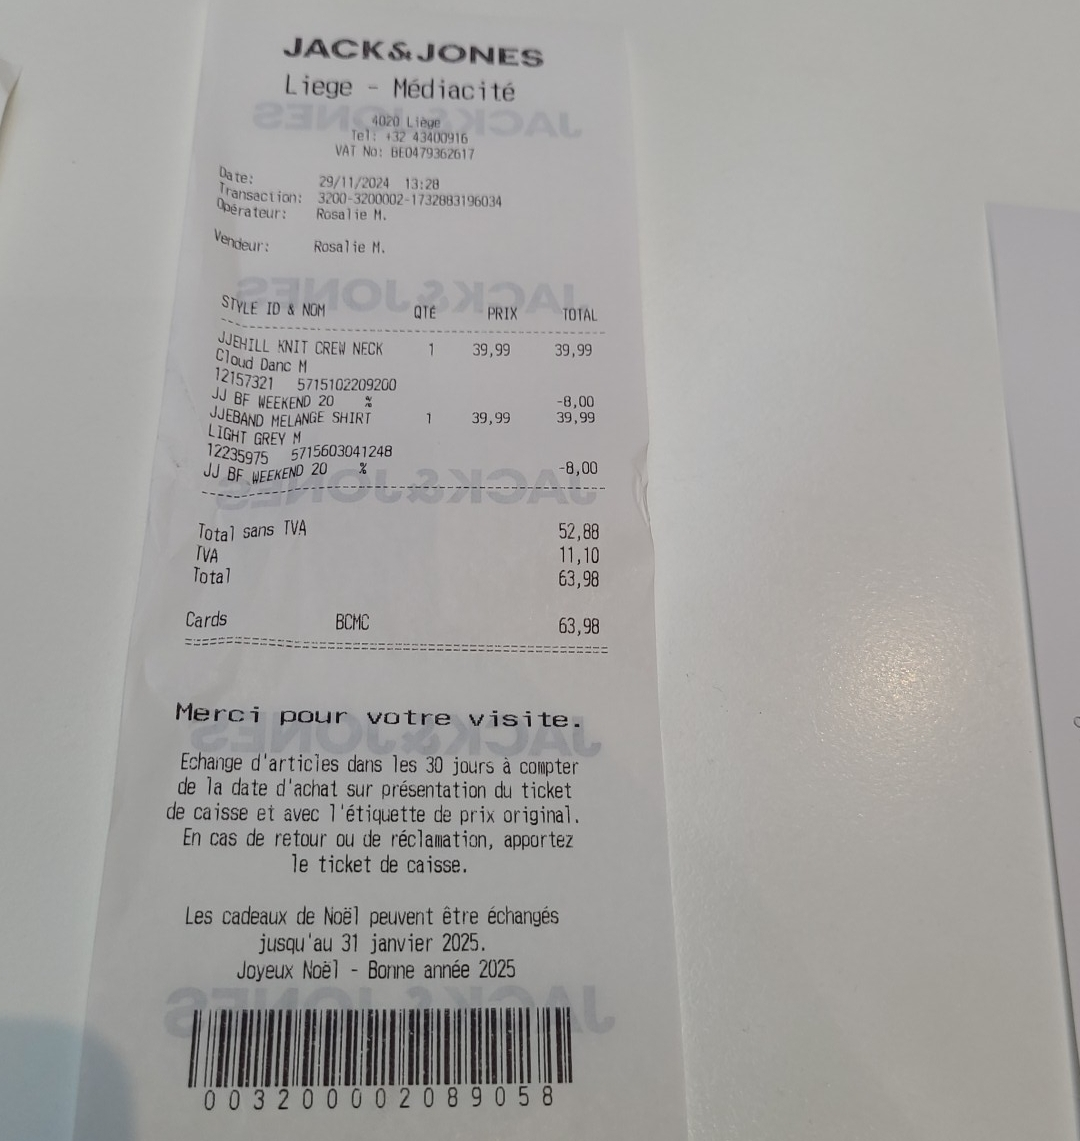 JACK&JONES
Liege - Médiacité
4020 Liège
Tel: +32 43400916
VAT No: BE0479362617
Date: 29/11/2024 13:28
Transaction: 3200-3200002-1732883196034
Opérateur: Rosalie M.
Vendeur: Rosalie M.
STYLE ID & NOM QTÉ PRIX TOTAL
JJEHILL KNIT CREW NECK 1 39,99 39,99
Cloud Danc M
12157321 5715102209200
JJ BF WEEKEND 20 % -8,00
JJEBAND MELANGE SHIRT 1 39,99 39,99
LIGHT GREY M
12235975 5715603041248
JJ BF WEEKEND 20 % -8,00
Total sans TVA 52,88
TVA 11,10
Total 63,98
Cards BCMC 63,98
Merci pour votre visite.
Echange d'articles dans les 30 jours à compter
de la date d'achat sur présentation du ticket
de caisse et avec l'étiquette de prix original.
En cas de retour ou de réclamation, apportez
le ticket de caisse.
Les cadeaux de Noël peuvent être échangés
jusqu'au 31 janvier 2025.
Joyeux Noël - Bonne année 2025
003200002089058